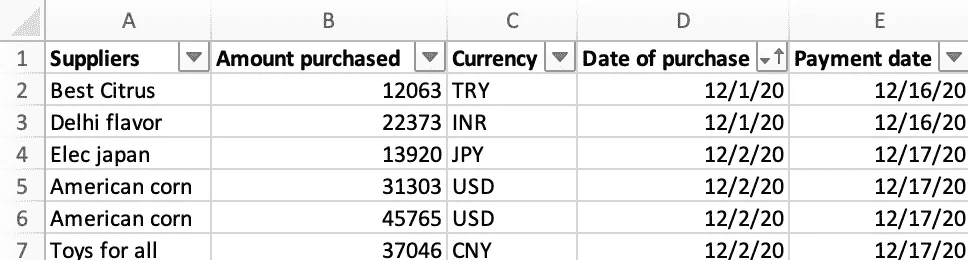 A B C D E
1 Suppliers Amount purchased Currency Date of purchase Payment date
2 Best Citrus 12063 TRY 12/1/20 12/16/20
3 Delhi flavor 22373 INR 12/1/20 12/16/20
4 Elec japan 13920 JPY 12/2/20 12/17/20
5 American corn 31303 USD 12/2/20 12/17/20
6 American corn 45765 USD 12/2/20 12/17/20
7 Toys for all 37046 CNY 12/2/20 12/17/20